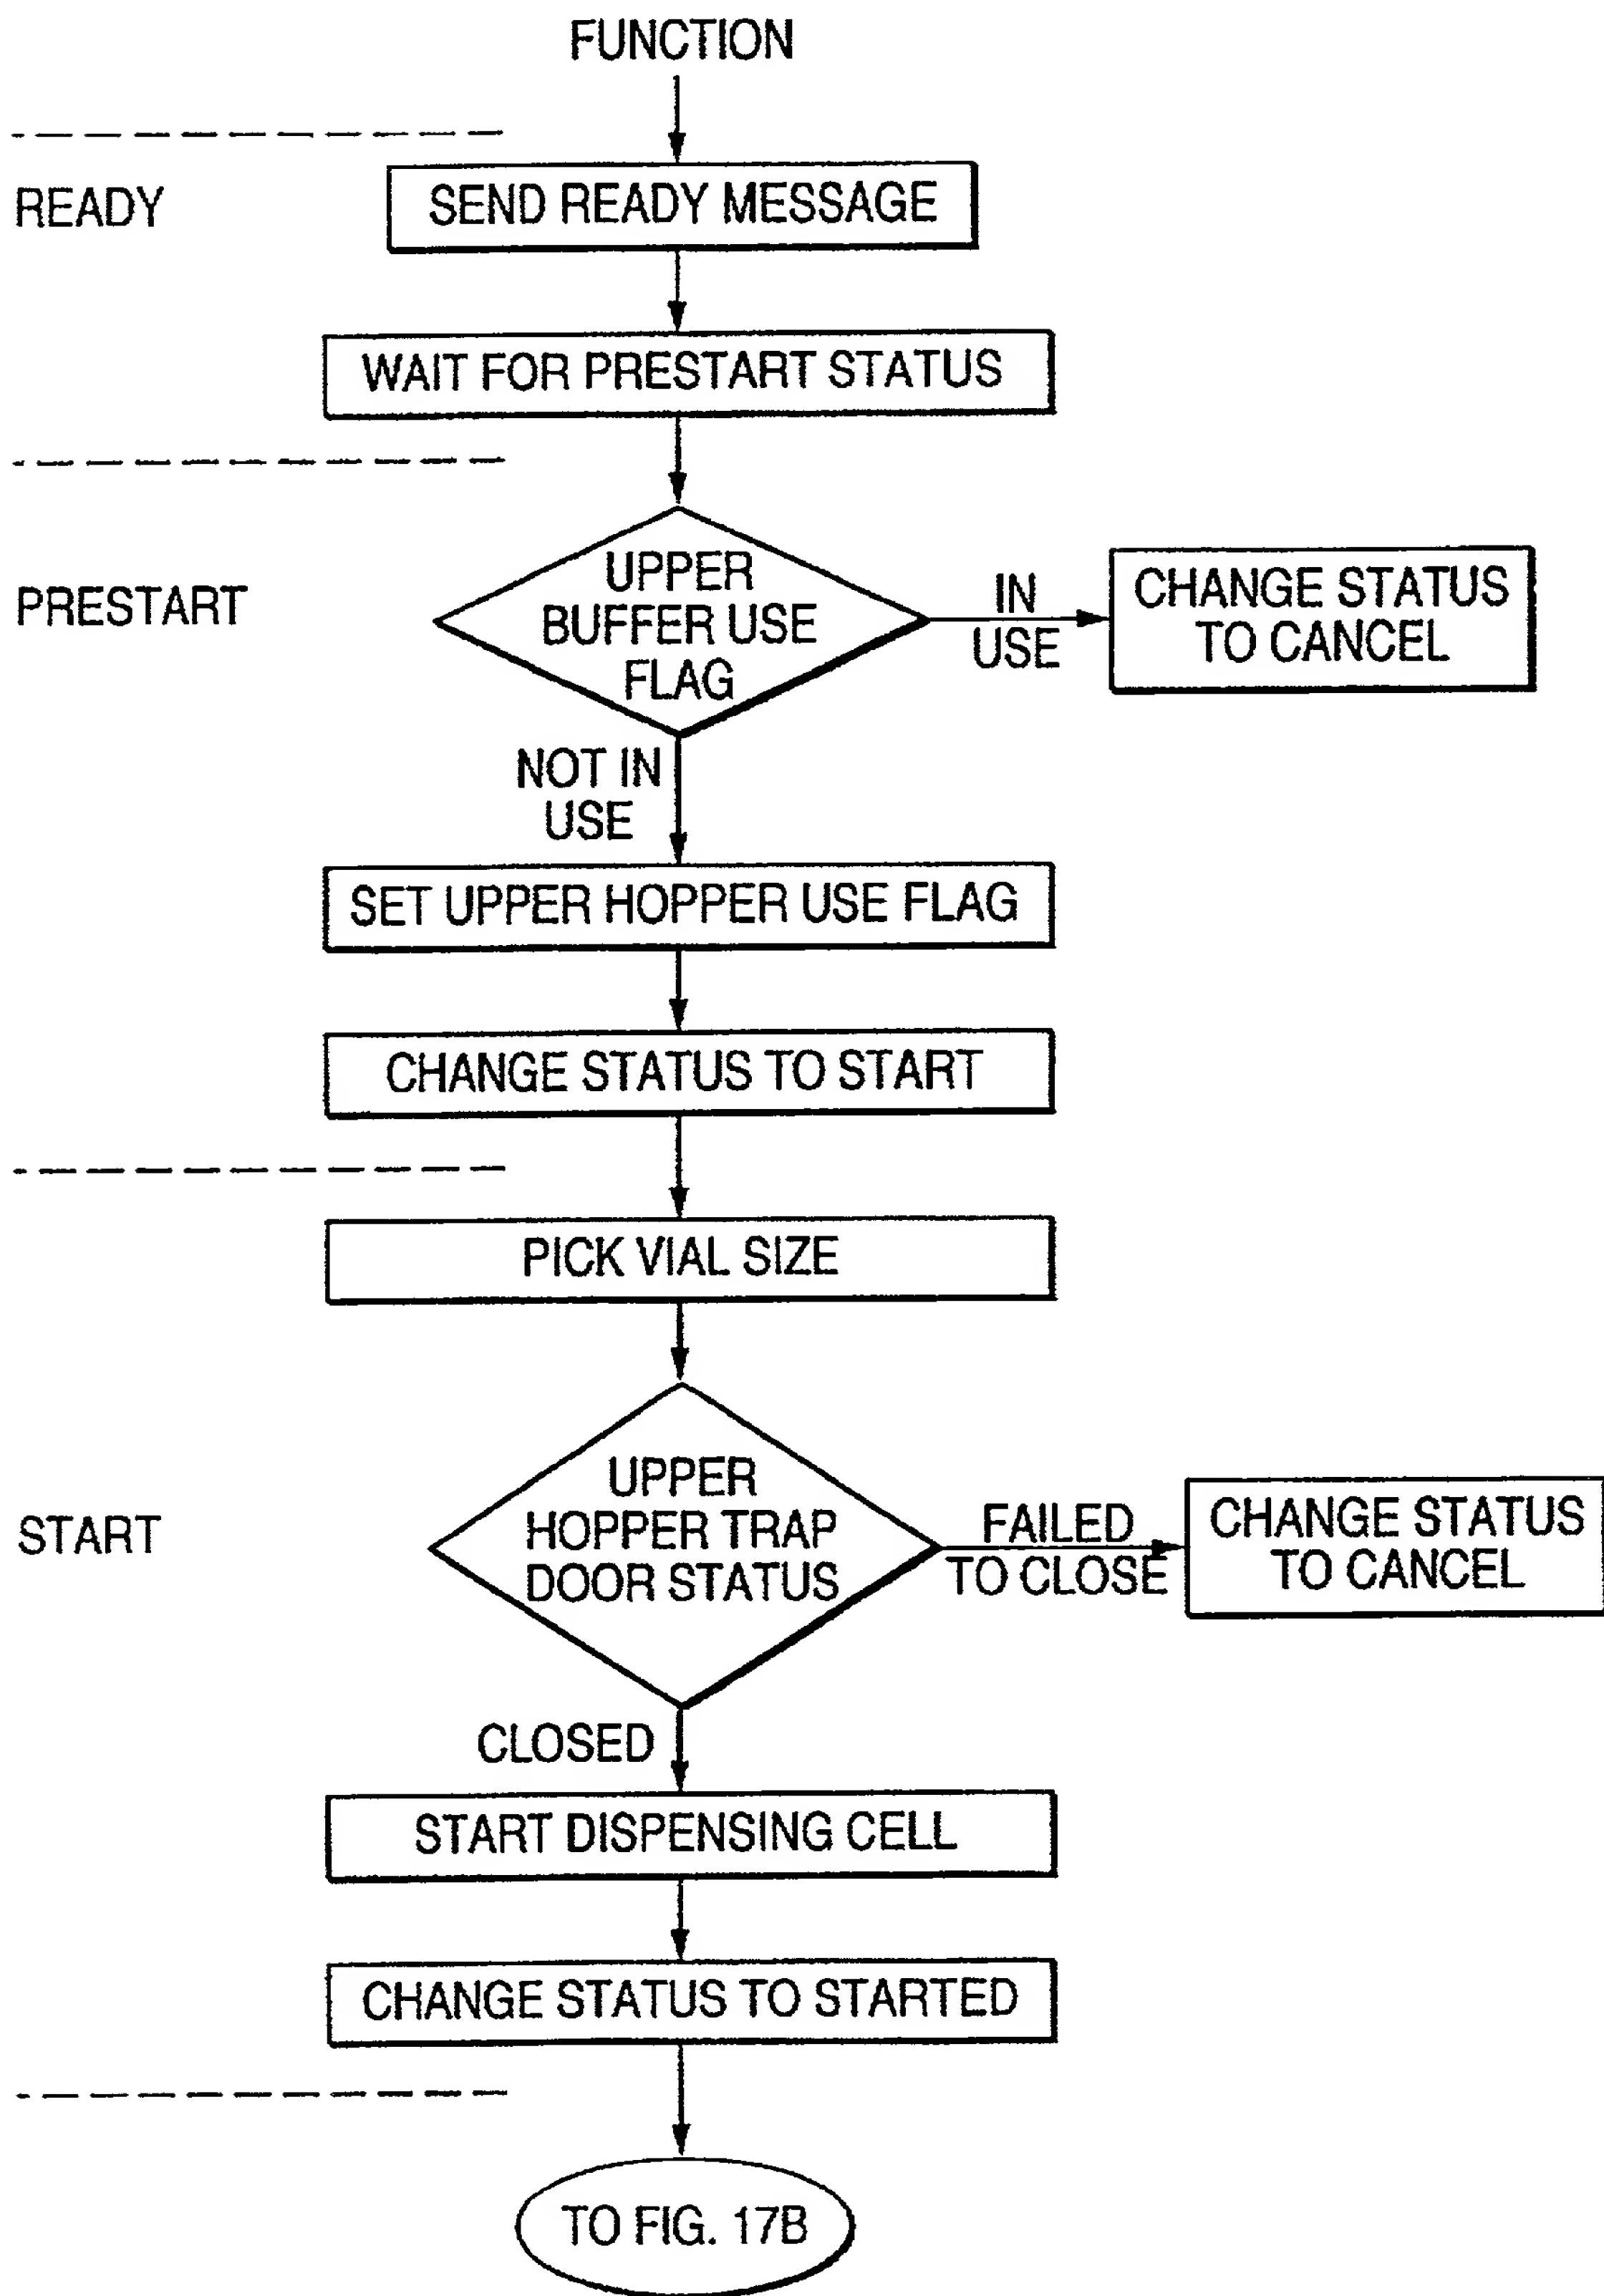 FUNCTION
READY
SEND READY MESSAGE
WAIT FOR PRESTART STATUS
PRESTART
UPPER
BUFFER USE
FLAG
IN
USE
CHANGE STATUS
TO CANCEL
NOT IN
USE
SET UPPER HOPPER USE FLAG
CHANGE STATUS TO START
PICK VIAL SIZE
START
UPPER
HOPPER TRAP
DOOR STATUS
FAILED
TO CLOSE
CHANGE STATUS
TO CANCEL
CLOSED
START DISPENSING CELL
CHANGE STATUS TO STARTED
TO FIG. 17B